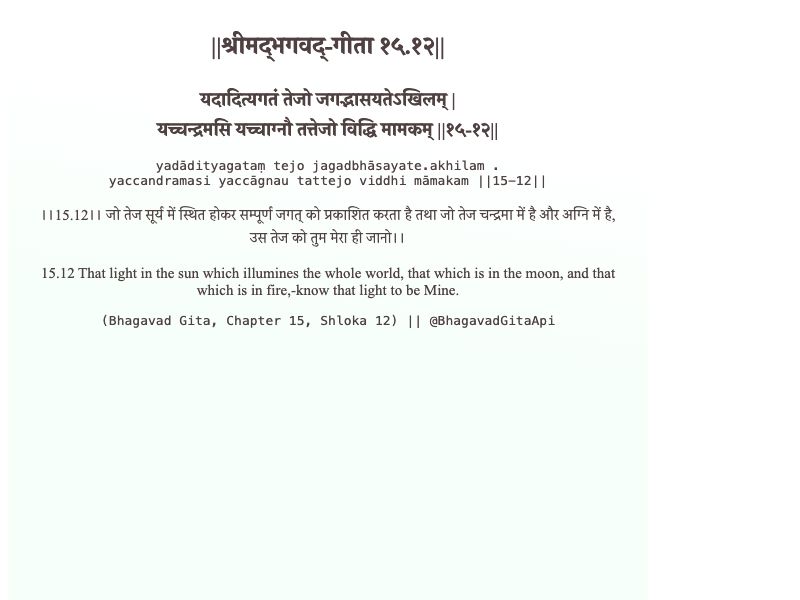 ||श्रीमद्‌भगवद्-गीता १५.१२||
यदादित्यगतं तेजो जगद्भासयतेऽखिलम् |
यच्चन्द्रमसि यच्चाग्नौ तत्तेजो विद्धि मामकम् ||१५-१२||
yadādityagataṃ tejo jagadbhāsayate.akhilam .
yaccandramasi yaccāgnau tattejo viddhi māmakam ||15-12||
।।15.12।। जो तेज सूर्य में स्थित होकर सम्पूर्ण जगत् को प्रकाशित करता है तथा जो तेज चन्द्रमा में है और अग्नि में है,
उस तेज को तुम मेरा ही जानो।।
15.12 That light in the sun which illumines the whole world, that which is in the moon, and that
which is in fire,-know that light to be Mine.
(Bhagavad Gita, Chapter 15, Shloka 12) || @BhagavadGitaApi